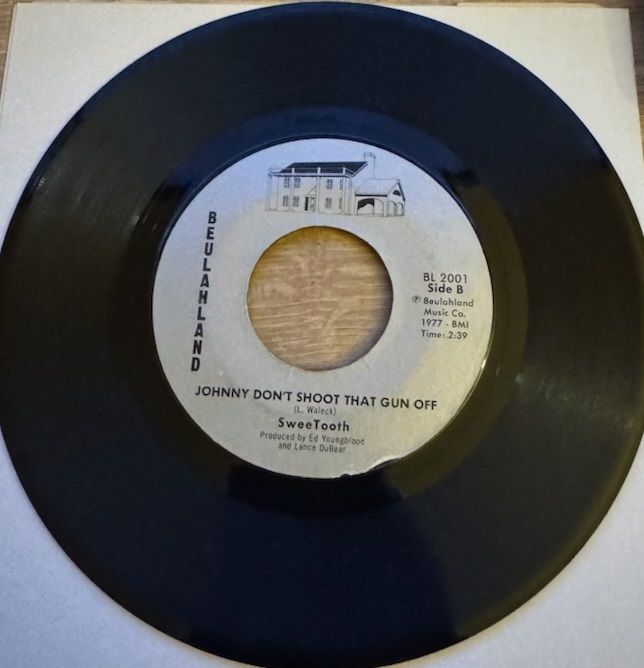 BEULAHLAND
BL 2001
Side B
℗ Beulahland
Music Co.
1977 - BMI
Time: 2:39
JOHNNY DON'T SHOOT THAT GUN OFF
(L. Waleck)
SweeTooth
Produced by Ed Youngblood
and Lance DuBear